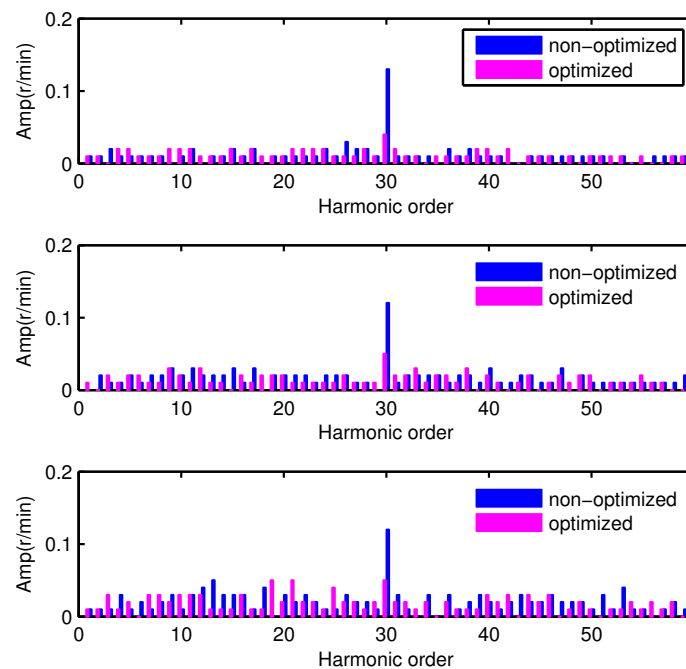 0.2
0.1
0
Amp(r/min)
non-optimized
optimized
0 10 20 30 40 50
Harmonic order
0.2
0.1
0
Amp(r/min)
non-optimized
optimized
0 10 20 30 40 50
Harmonic order
0.2
0.1
0
Amp(r/min)
non-optimized
optimized
0 10 20 30 40 50
Harmonic order